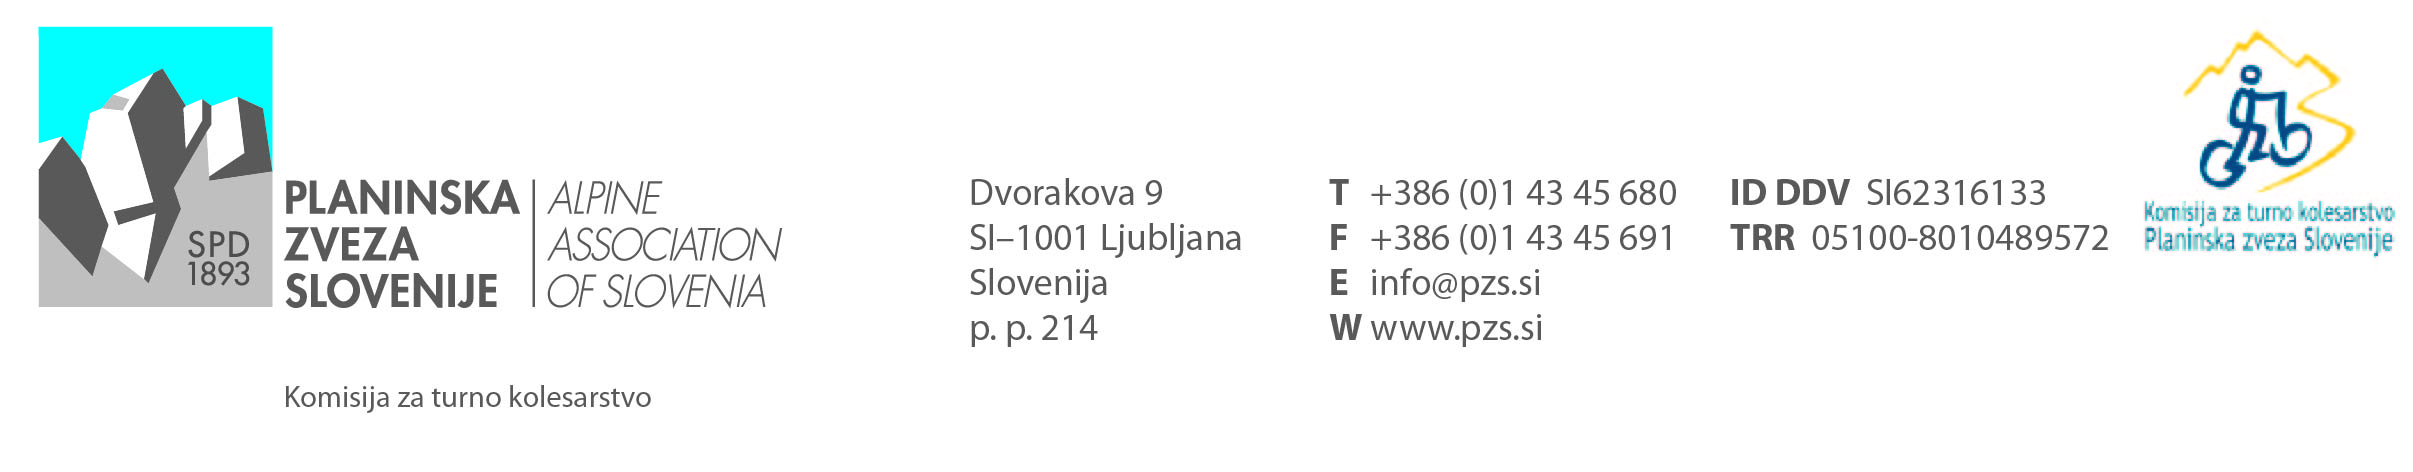 SPD
1893
PLANINSKA
ZVEZA
SLOVENIJE
ALPINE
ASSOCIATION
OF SLOVENIA
Komisija za turno kolesarstvo
Dvorakova 9
SI–1001 Ljubljana
Slovenija
p. p. 214
T +386 (0)1 43 45 680
F +386 (0)1 43 45 691
E info@pzs.si
W www.pzs.si
ID DDV SI62316133
TRR 05100-8010489572
Komisija za turno kolesarstvo
Planinska zveza Slovenije